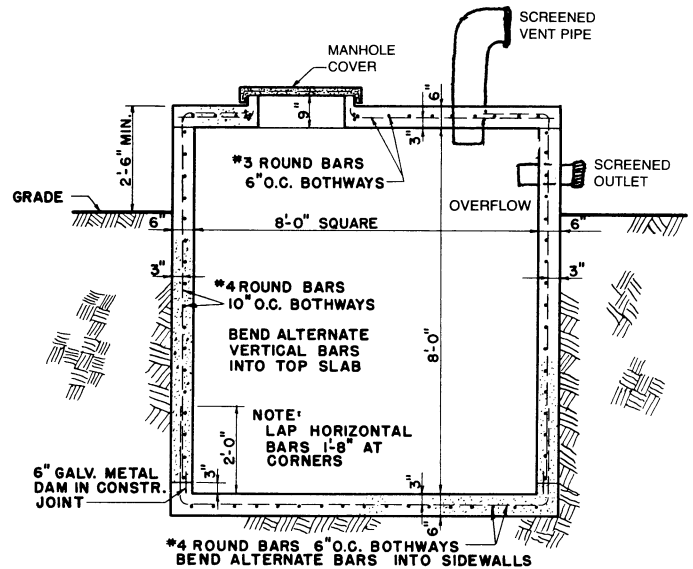 SCREENED
VENT PIPE
MANHOLE
COVER
6"
9"
3"
2'-6" MIN.
#3 ROUND BARS
6" O.C. BOTHWAYS
SCREENED
OUTLET
GRADE
OVERFLOW
6"
8'-0" SQUARE
6"
3"
3"
#4 ROUND BARS
10" O.C. BOTHWAYS
BEND ALTERNATE
VERTICAL BARS
INTO TOP SLAB
8'-0"
NOTE:
LAP HORIZONTAL
BARS 1'-8" AT
CORNERS
2'-0"
6" GALV. METAL
DAM IN CONSTR.
JOINT
3"
3"
6"
#4 ROUND BARS 6" O.C. BOTHWAYS
BEND ALTERNATE BARS INTO SIDEWALLS